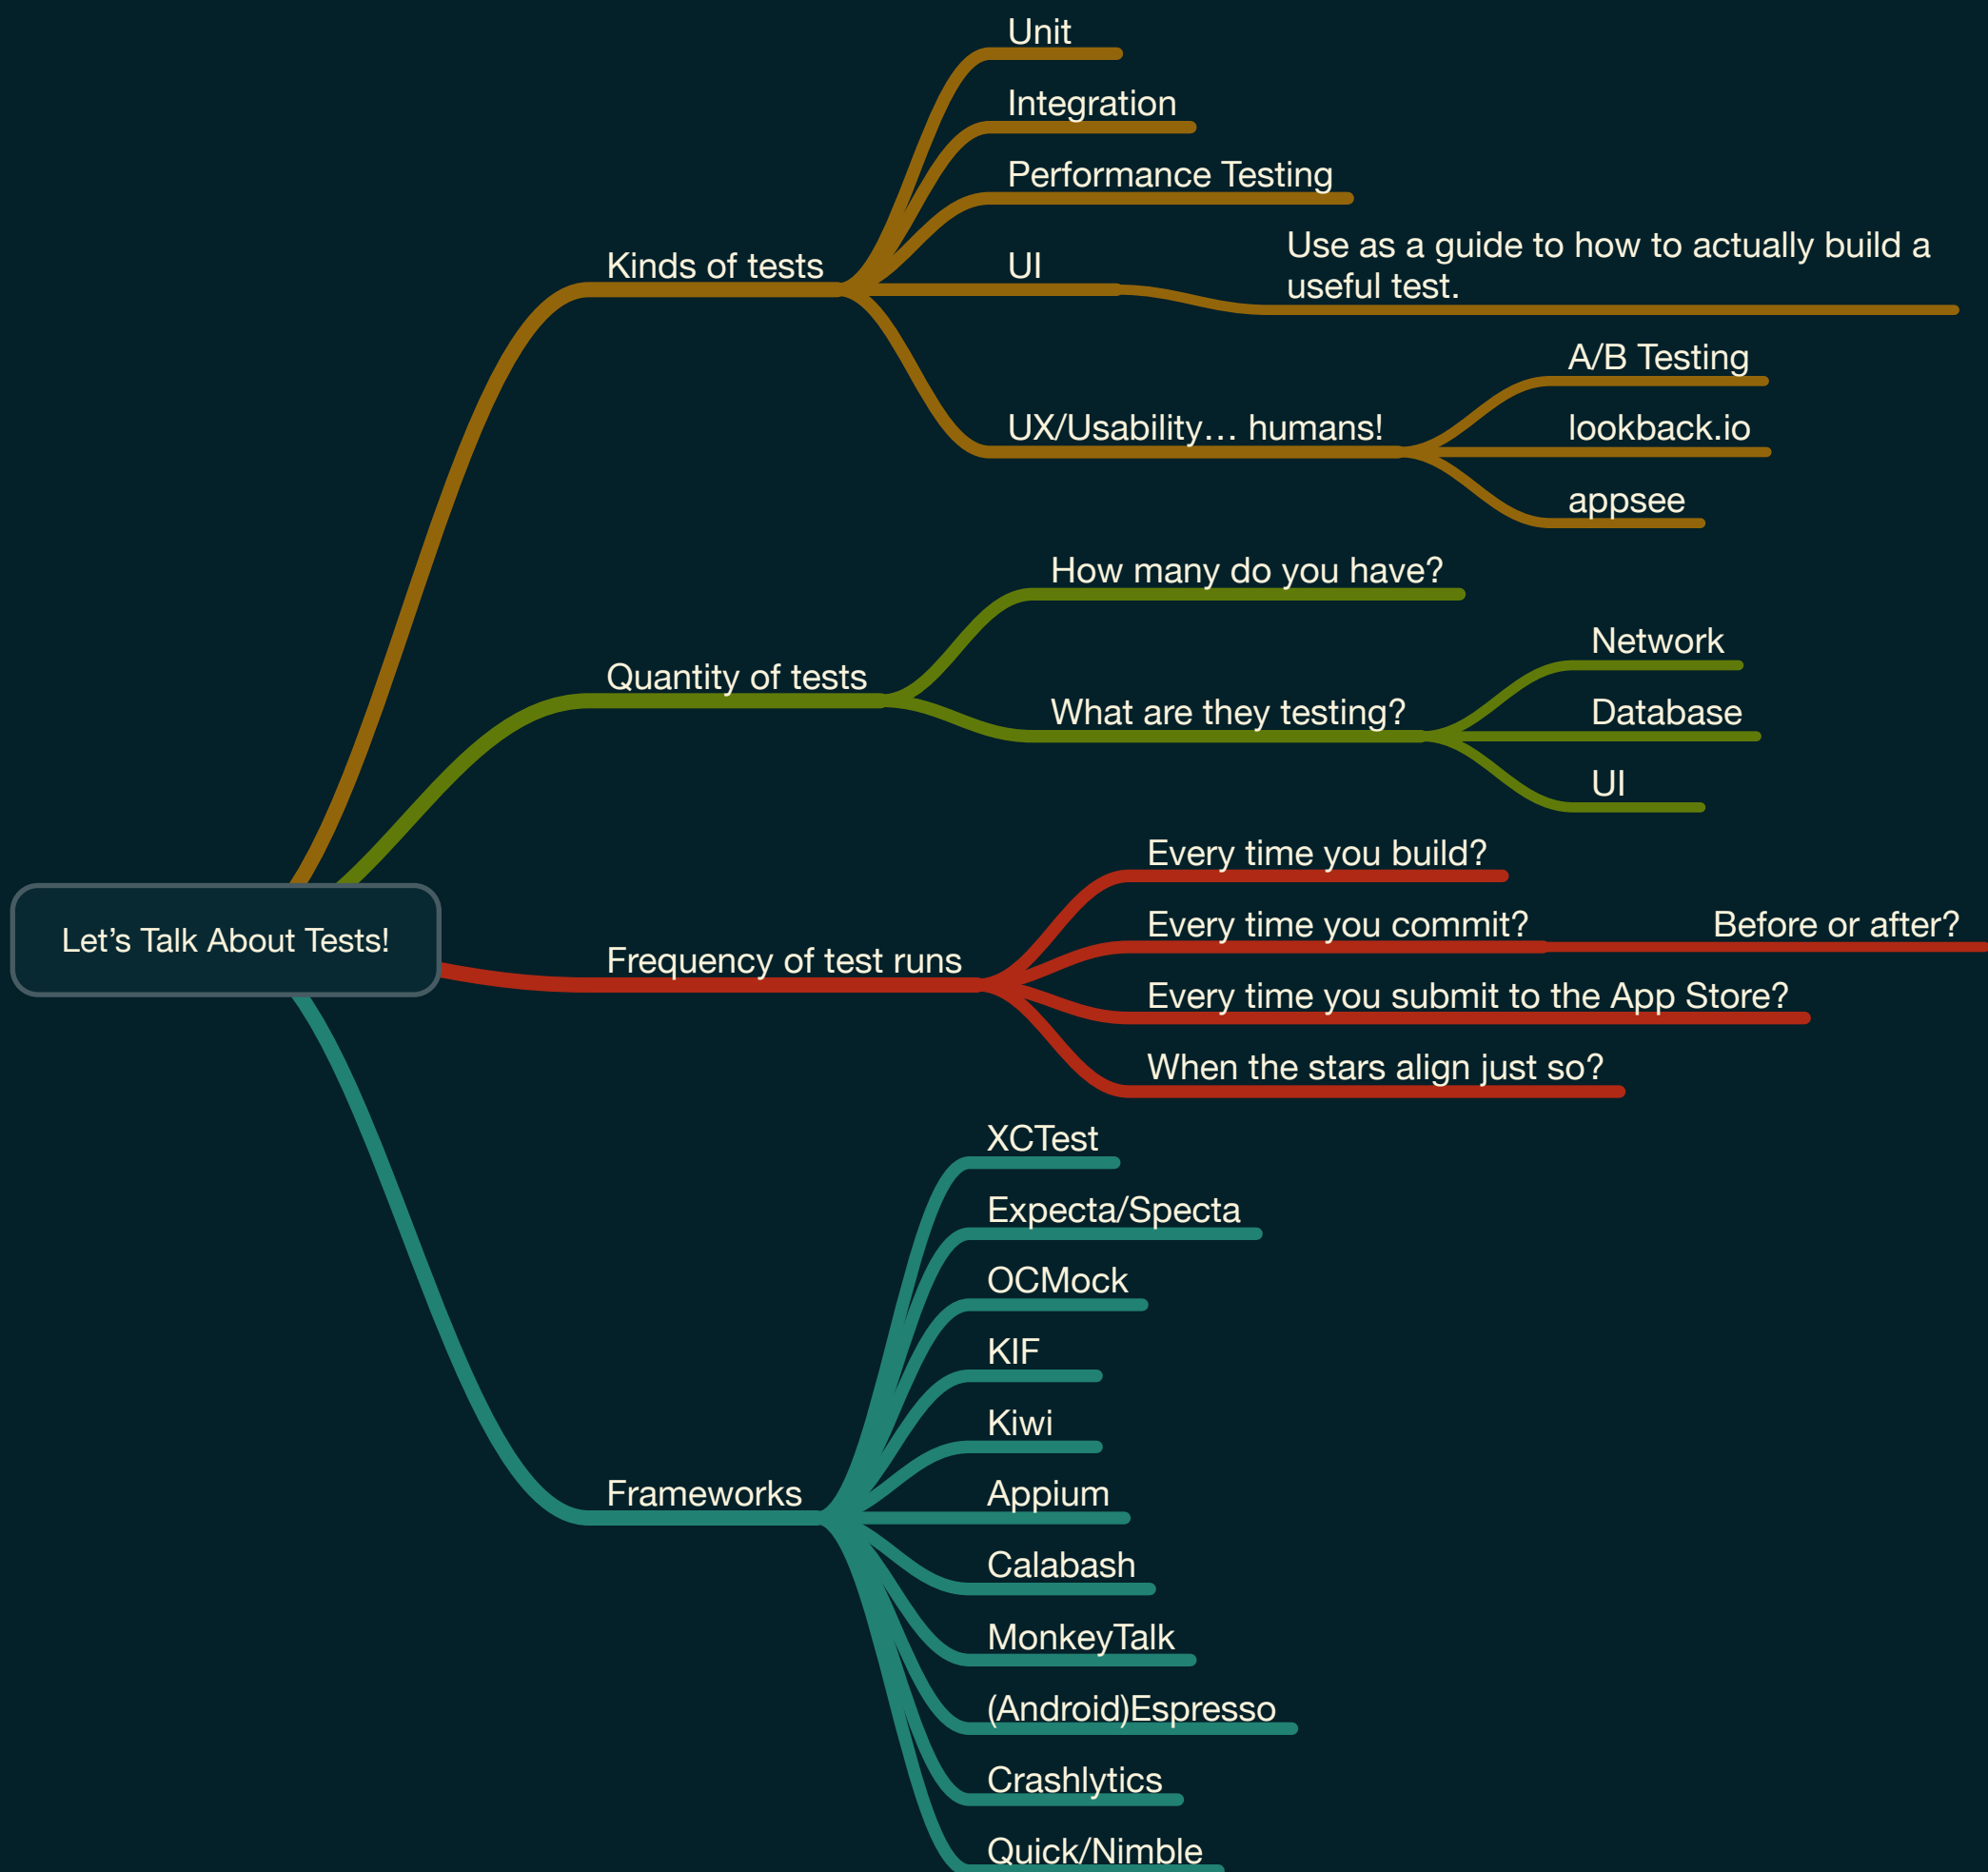 Let’s Talk About Tests!
Kinds of tests
Unit
Integration
Performance Testing
UI
Use as a guide to how to actually build a
useful test.
UX/Usability… humans!
A/B Testing
lookback.io
appsee
Quantity of tests
How many do you have?
What are they testing?
Network
Database
UI
Frequency of test runs
Every time you build?
Every time you commit?
Before or after?
Every time you submit to the App Store?
When the stars align just so?
Frameworks
XCTest
Expecta/Specta
OCMock
KIF
Kiwi
Appium
Calabash
MonkeyTalk
(Android)Espresso
Crashlytics
Quick/Nimble